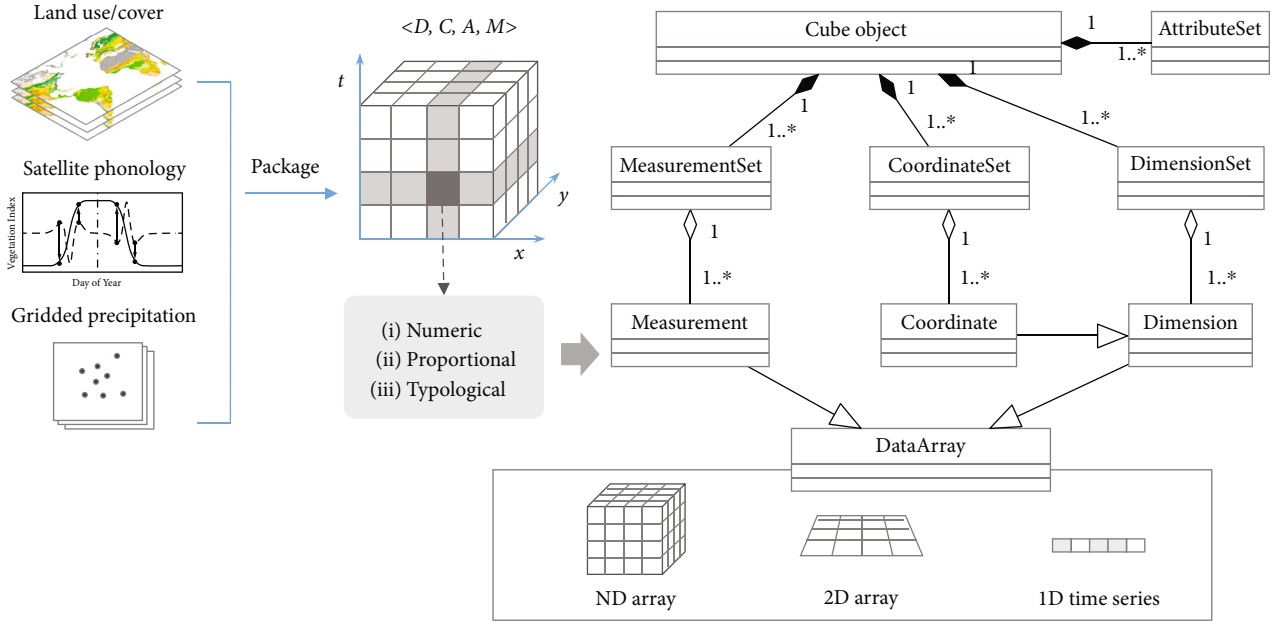 Land use/cover
Satellite phonology
Vegetation Index
Day of Year
Gridded precipitation
Package
<D, C, A, M>
t
y
x
(i) Numeric
(ii) Proportional
(iii) Typological
Cube object
1
1..*
AttributeSet
1
1..*
1
1..*
1
1..*
MeasurementSet
CoordinateSet
DimensionSet
1
1..*
1
1..*
1
1..*
Measurement
Coordinate
Dimension
DataArray
ND array
2D array
1D time series